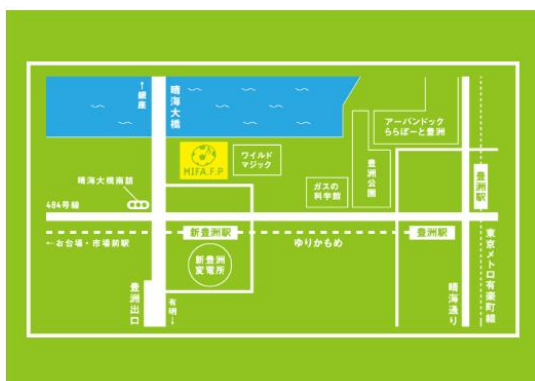 ↑銀座
晴海大橋
アーバンドック
ららぽーと豊洲
HIFA.F.P
ワイルド
マジック
豊洲公園
ガスの
科学館
晴海大橋南詰
豊洲駅
484号線
新豊洲駅
豊洲駅
←お台場・市場前駅
ゆりかもめ
新豊洲
変電所
豊洲出口
有明↓
晴海通り
東京メトロ有楽町線